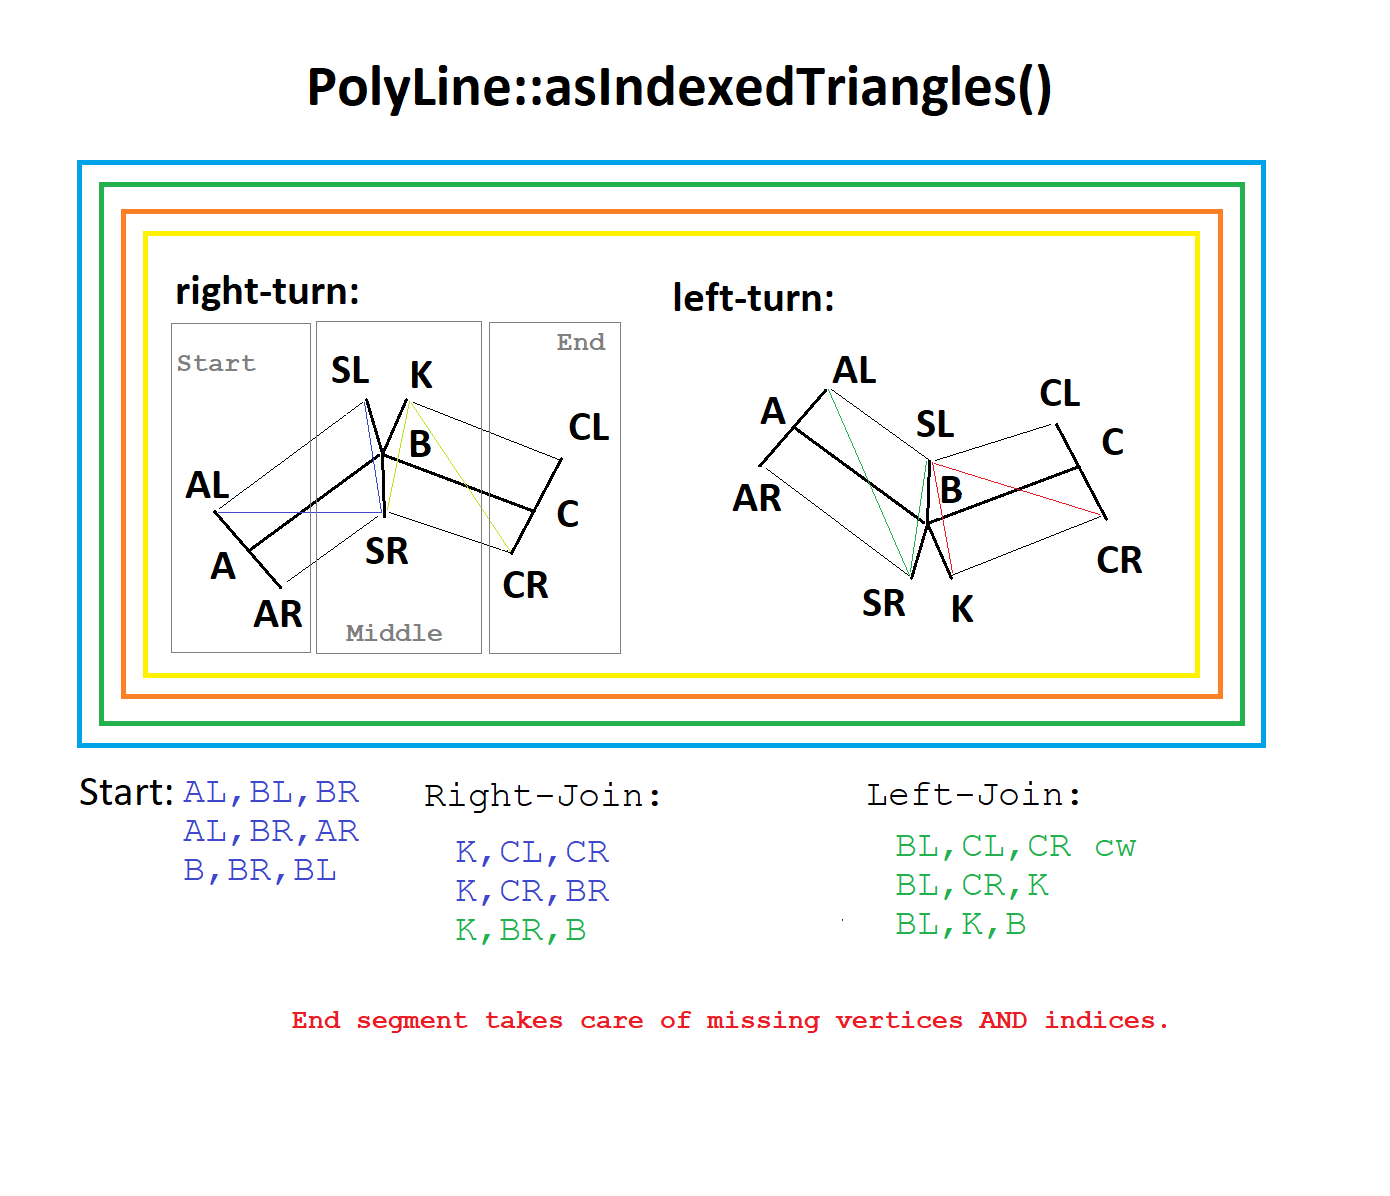 PolyLine::asIndexedTriangles()
right-turn:
left-turn:
Start
Middle
End
SL
K
B
AL
A
AR
SR
CL
C
CR
AL
A
AR
SL
B
SR
K
CL
C
CR
Start:
AL,BL,BR
AL,BR,AR
B,BR,BL
Right-Join:
K,CL,CR
K,CR,BR
K,BR,B
Left-Join:
BL,CL,CR cw
BL,CR,K
BL,K,B
End segment takes care of missing vertices AND indices.